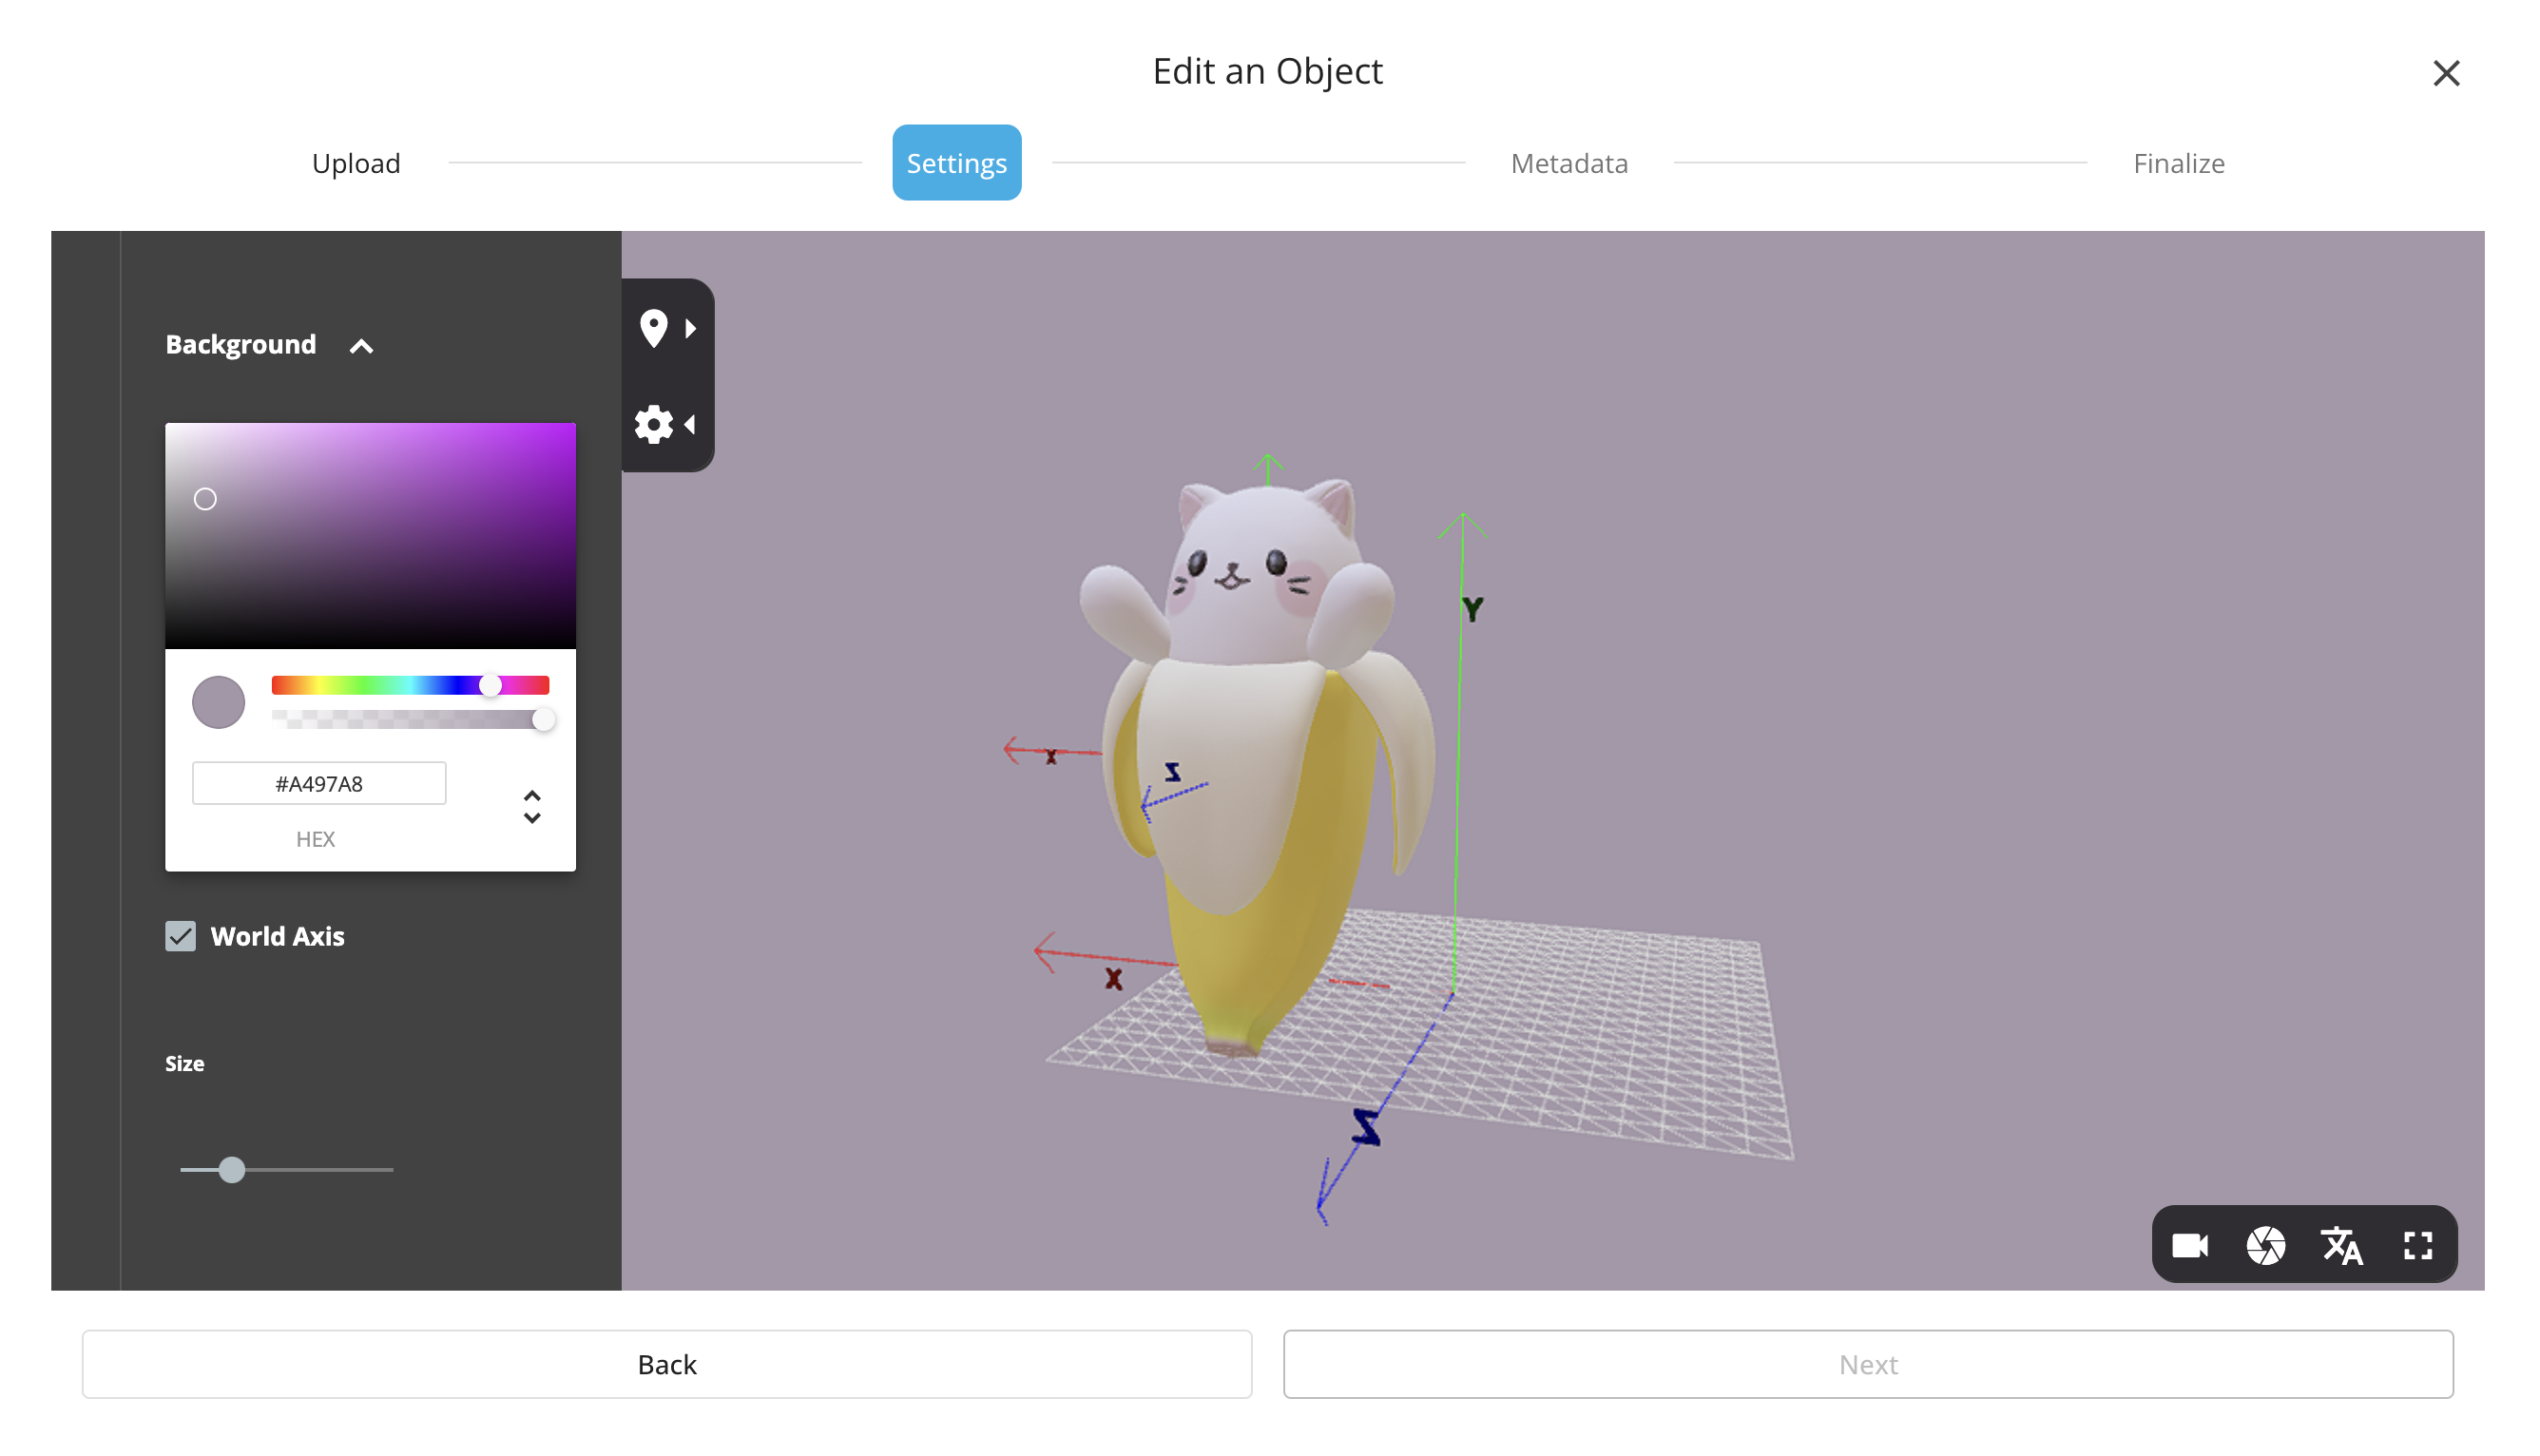 Edit an Object
Upload
Settings
Metadata
Finalize
Background
#A497A8
HEX
World Axis
Size
Y
X
Z
X
Z
Back
Next